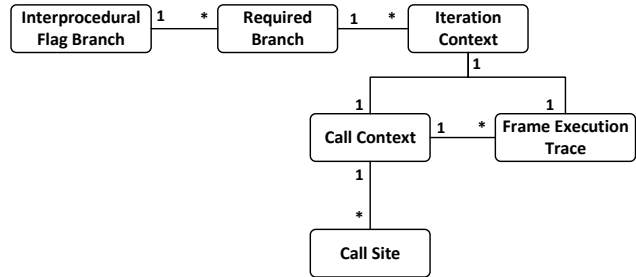 Interprocedural
Flag Branch
1
*
Required
Branch
1
*
Iteration
Context
1
1
1
Call Context
1
*
Frame Execution
Trace
1
*
Call Site